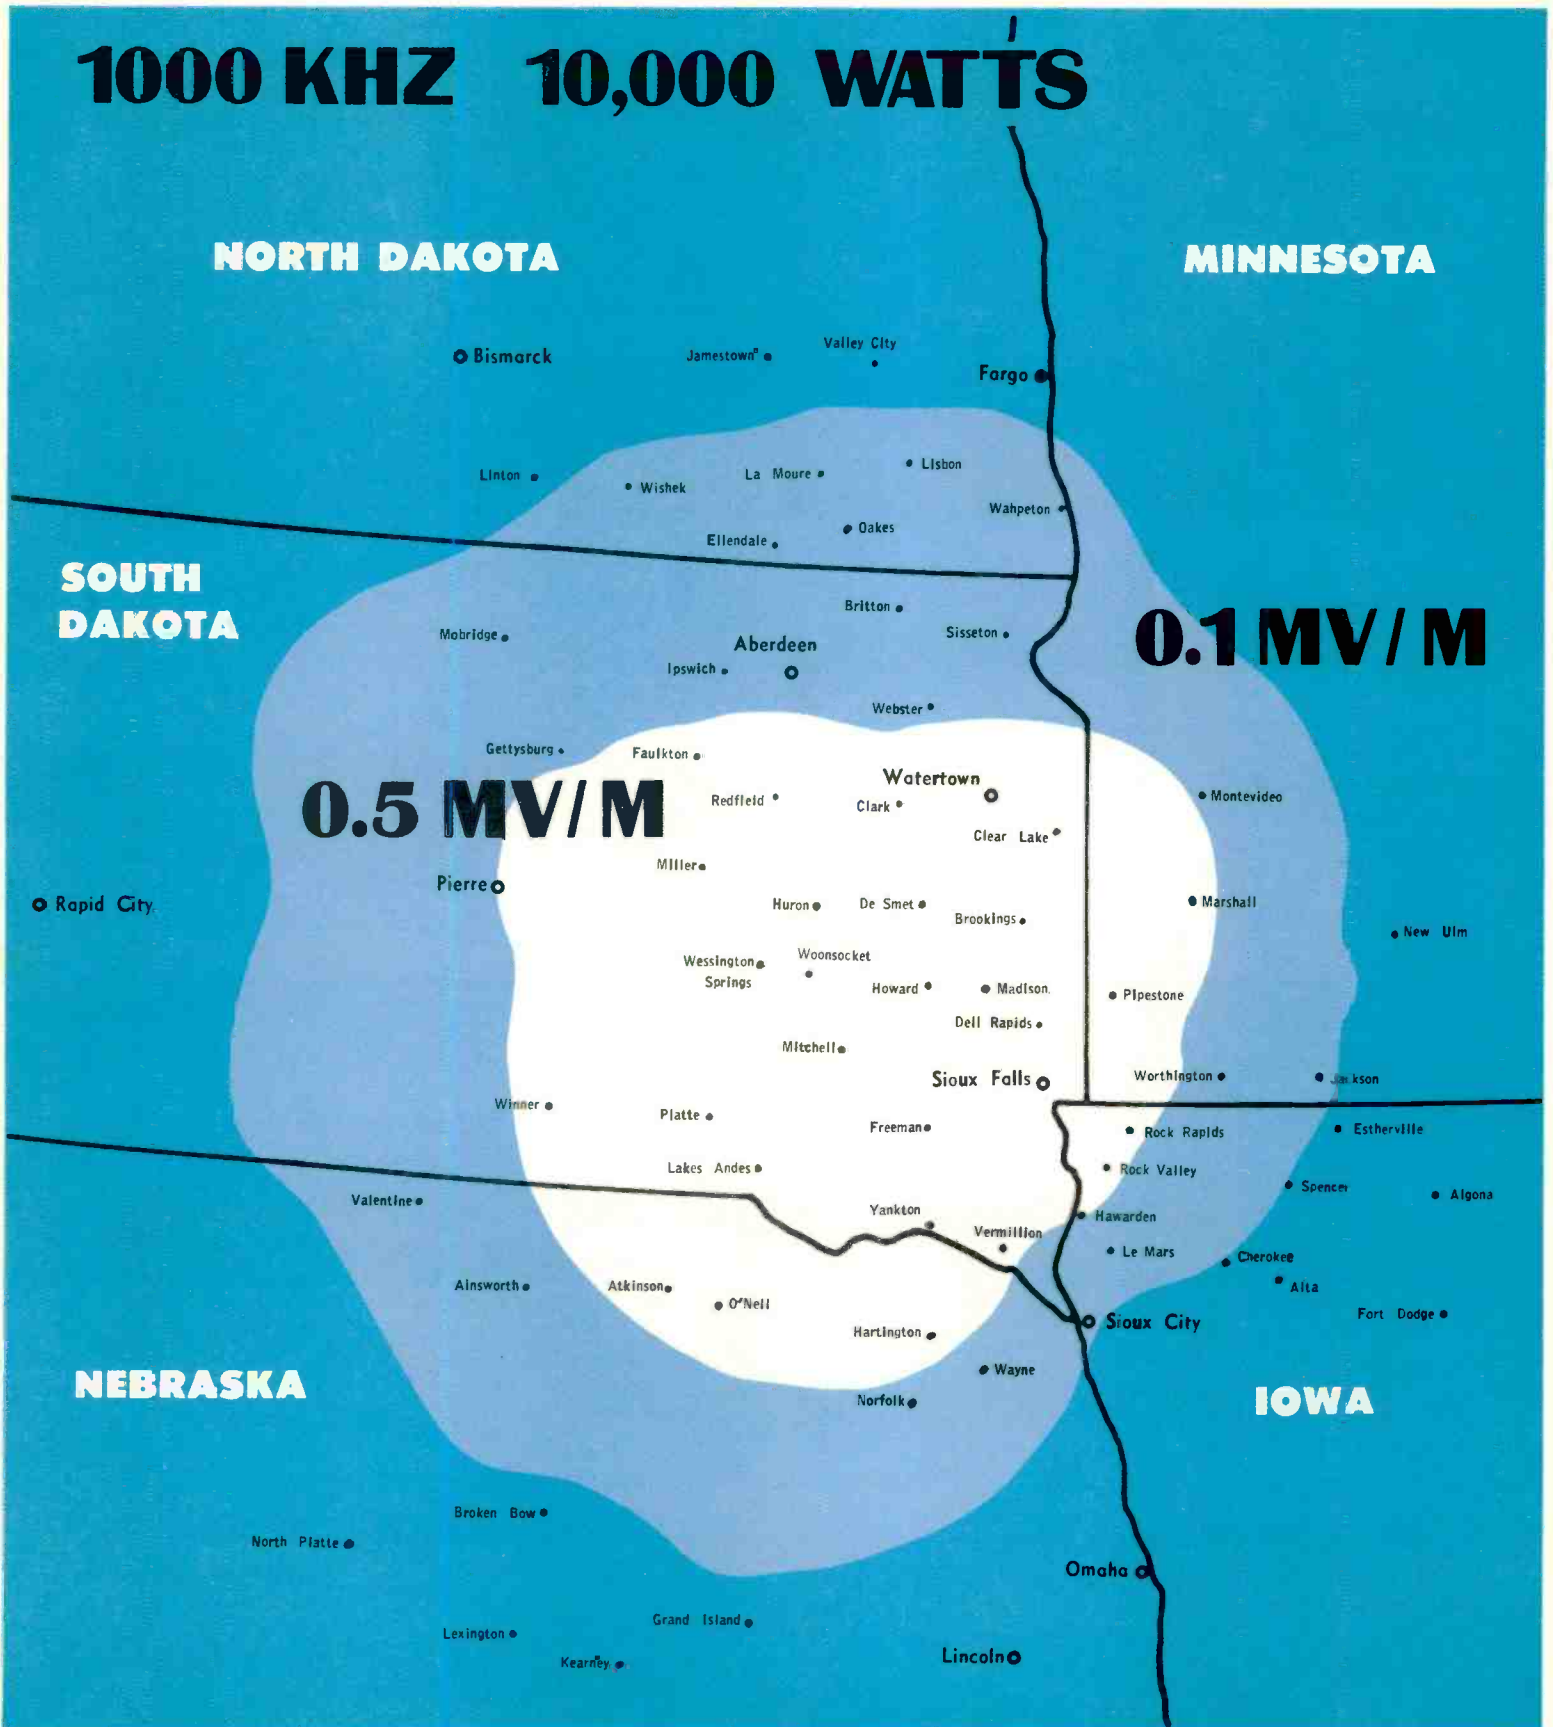 1000 KHZ 10,000 WATTS
NORTH DAKOTA
MINNESOTA
Valley City
Bismarck
Jamestown
Fargo
Lisbon
Linton
La Moure
Wishek
Wahpeton
Oakes
Ellendale
SOUTH
DAKOTA
Britton
0.1 MV/M
Mobridge
Sisseton
Aberdeen
Ipswich
Webster
Gettysburg
Faulkton
Watertown
0.5 MV/M
Redfield
Clark
Montevideo
Clear Lake
Miller
Pierre
Rapid City
Huron
De Smet
Brookings
Marshall
New Ulm
Wessington
Springs
Woonsocket
Howard
Madison
Pipestone
Dell Rapids
Mitchell
Sioux Falls
Worthington
Winner
Platte
Freeman
Rock Rapids
Estherville
Lakes Andes
Rock Valley
Spencer
Algona
Valentine
Yankton
Hawarden
Vermillion
Le Mars
Cherokee
Ainsworth
Atkinson
Alta
O'Nell
Fort Dodge
Sioux City
Hartington
Wayne
NEBRASKA
Norfolk
IOWA
Broken Bow
North Platte
Omaha
Grand Island
Lexington
Kearney
Lincoln